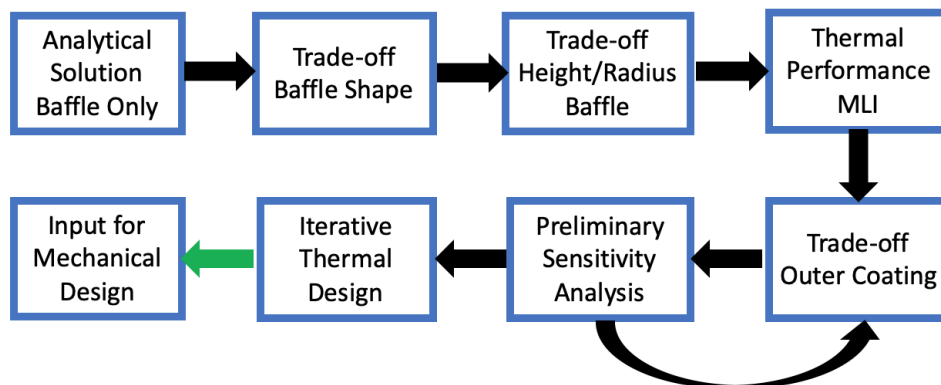 Analytical
Solution
Baffle Only
Trade-off
Baffle Shape
Trade-off
Height/Radius
Baffle
Thermal
Performance
MLI
Input for
Mechanical
Design
Iterative
Thermal
Design
Preliminary
Sensitivity
Analysis
Trade-off
Outer Coating